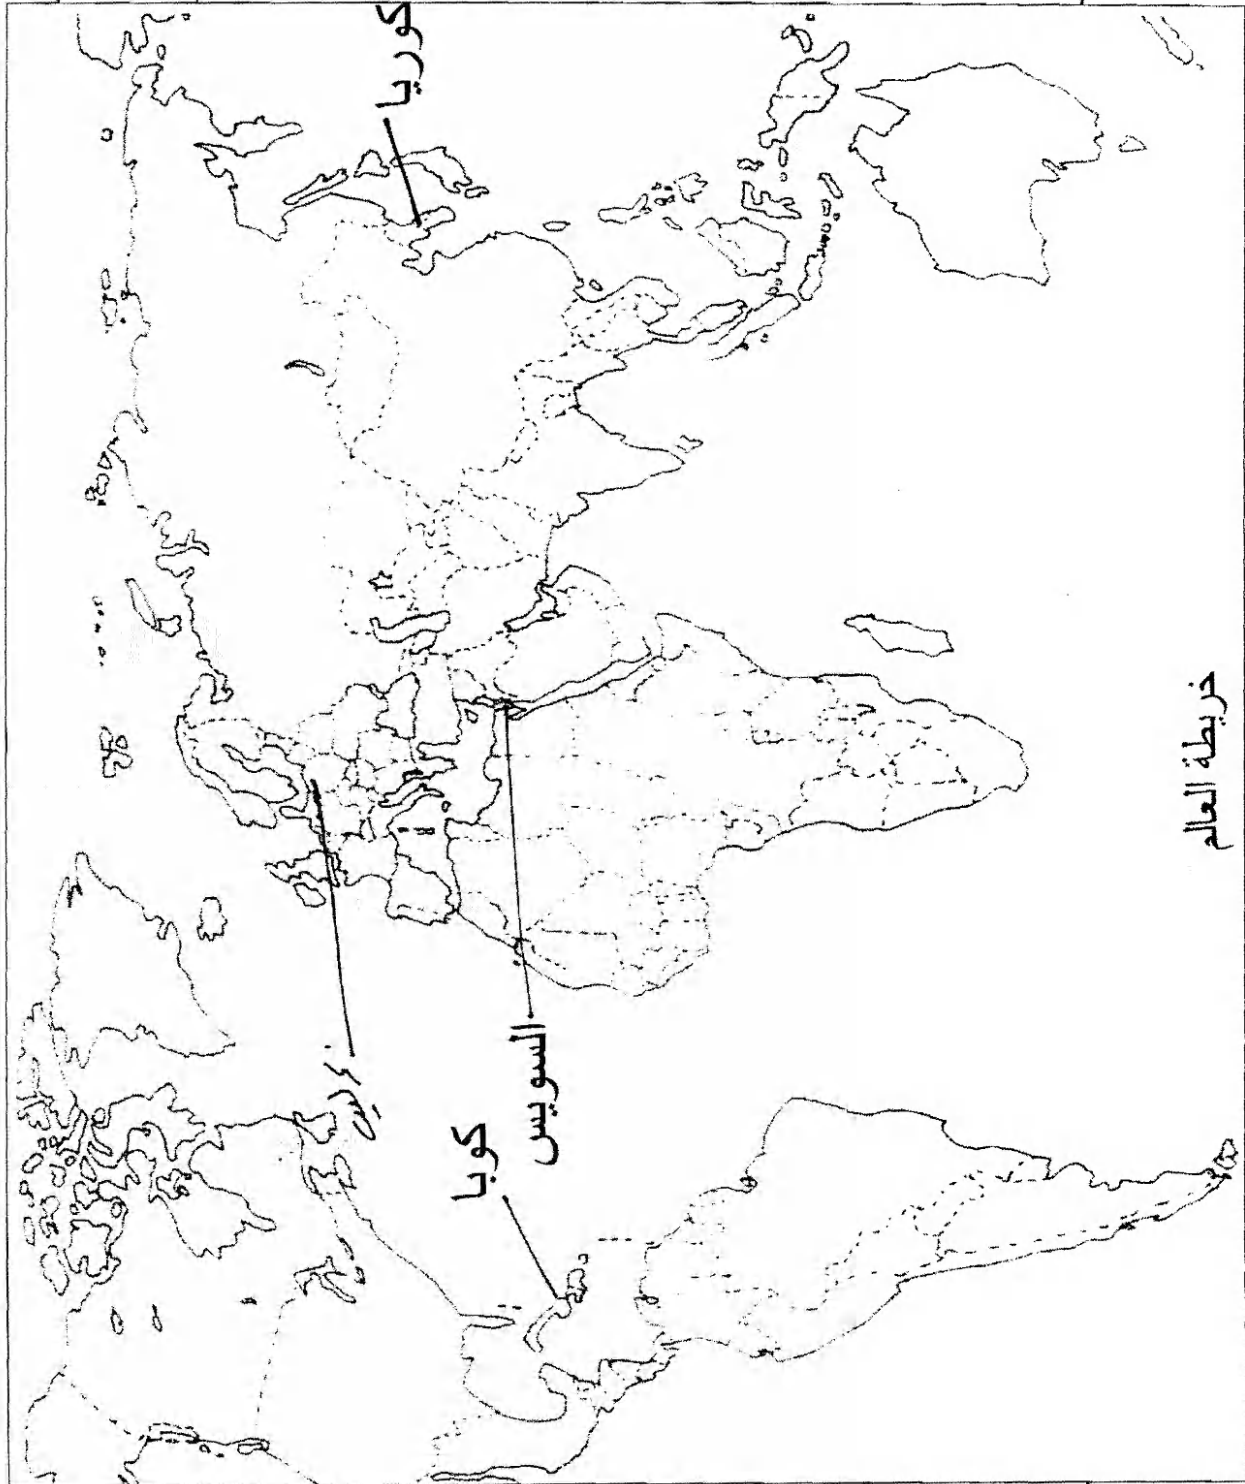 كوريا
برلين
السويس
كوبا
خريطة العالم